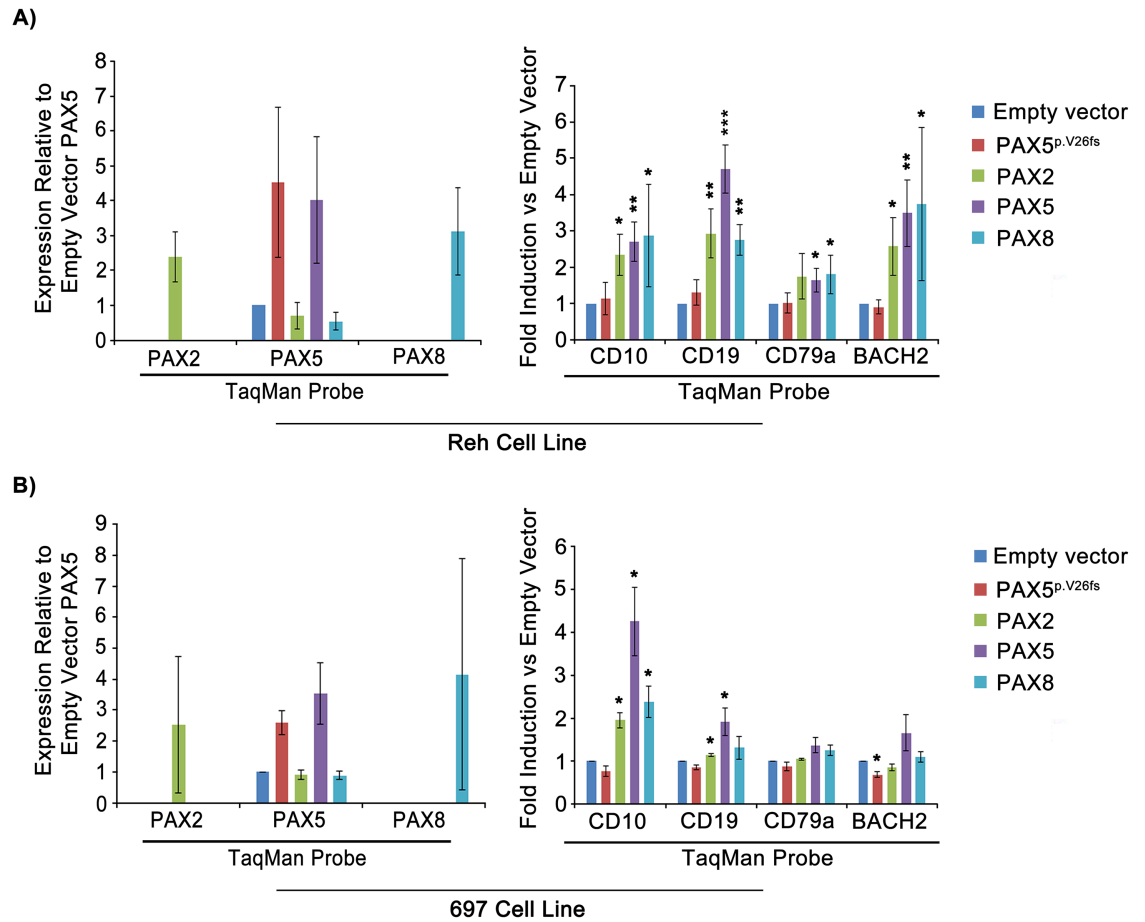 A)
Expression Relative to
Empty Vector PAX5
8
7
6
5
4
3
2
1
0
PAX2 PAX5 PAX8
TaqMan Probe
Fold Induction vs Empty Vector
7
6
5
4
3
2
1
0
* ** *
** *** **
* *
* ** *
CD10 CD19 CD79a BACH2
TaqMan Probe
Empty vector
PAX5p.V26fs
PAX2
PAX5
PAX8
Reh Cell Line
B)
Expression Relative to
Empty Vector PAX5
9
8
7
6
5
4
3
2
1
0
PAX2 PAX5 PAX8
TaqMan Probe
Fold Induction vs Empty Vector
6
5
4
3
2
1
0
* * *
* *
*
CD10 CD19 CD79a BACH2
TaqMan Probe
Empty vector
PAX5p.V26fs
PAX2
PAX5
PAX8
697 Cell Line